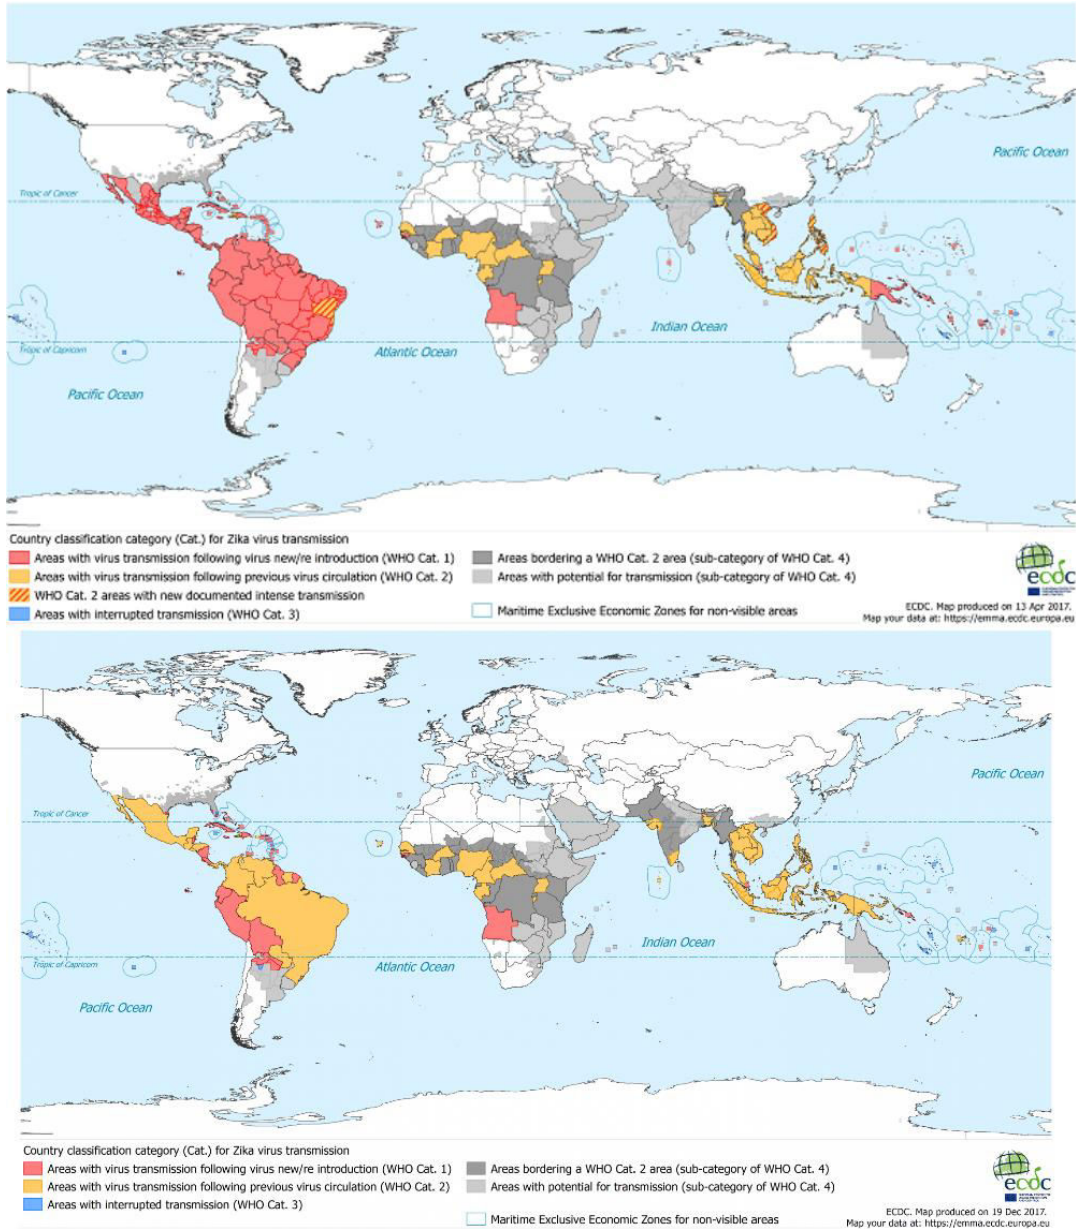 Pacific Ocean
Tropic of Cancer
Indian Ocean
Tropic of Capricorn
Atlantic Ocean
Pacific Ocean
Country classification category (Cat.) for Zika virus transmission
Areas with virus transmission following virus new/re introduction (WHO Cat. 1)
Areas with virus transmission following previous virus circulation (WHO Cat. 2)
WHO Cat. 2 areas with new documented intense transmission
Areas with interrupted transmission (WHO Cat. 3)
Areas bordering a WHO Cat. 2 area (sub-category of WHO Cat. 4)
Areas with potential for transmission (sub-category of WHO Cat. 4)
Maritime Exclusive Economic Zones for non-visible areas
ecdc
ECDC. Map produced on 13 Apr 2017.
Map your data at: https://emma.ecdc.europa.eu
Pacific Ocean
Tropic of Cancer
Indian Ocean
Tropic of Capricorn
Atlantic Ocean
Pacific Ocean
Country classification category (Cat.) for Zika virus transmission
Areas with virus transmission following virus new/re introduction (WHO Cat. 1)
Areas with virus transmission following previous virus circulation (WHO Cat. 2)
Areas with interrupted transmission (WHO Cat. 3)
Areas bordering a WHO Cat. 2 area (sub-category of WHO Cat. 4)
Areas with potential for transmission (sub-category of WHO Cat. 4)
Maritime Exclusive Economic Zones for non-visible areas
ecdc
ECDC. Map produced on 19 Dec 2017.
Map your data at: https://emma.ecdc.europa.eu